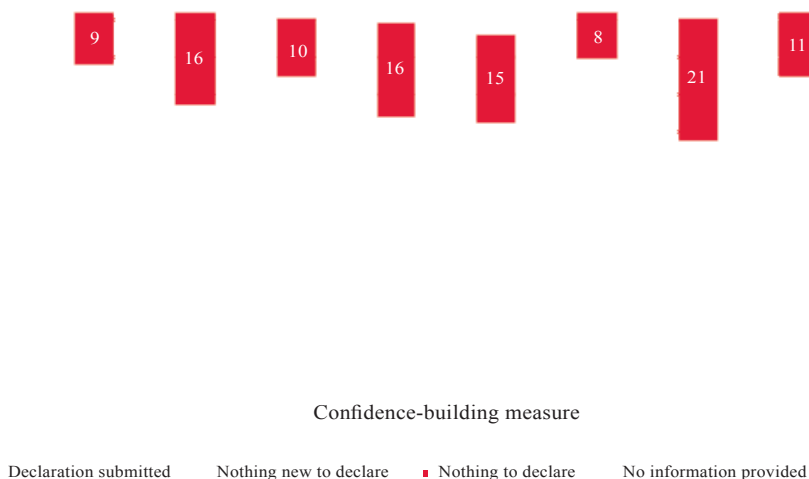 9 16 10 16 15 8 21 11
Confidence-building measure
Declaration submitted Nothing new to declare Nothing to declare No information provided